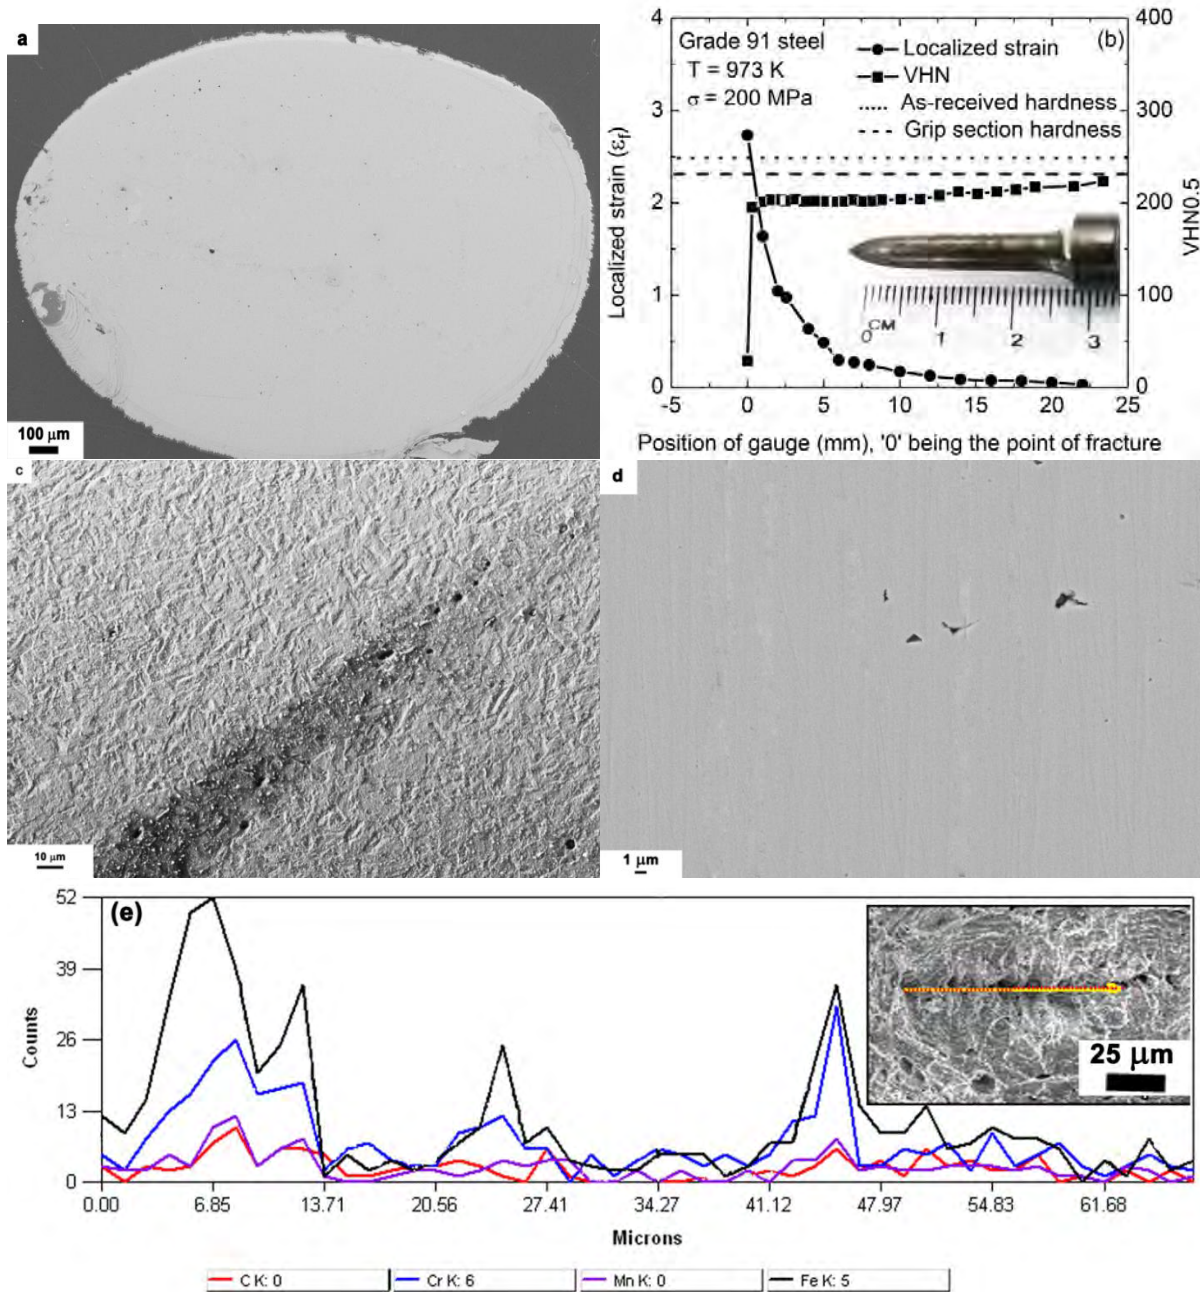 a
100 μm
(b)
Grade 91 steel
T = 973 K
σ = 200 MPa
Localized strain
VHN
As-received hardness
Grip section hardness
4
3
2
1
0
400
300
200
100
0
Localized strain (εf)
VHN0.5
0 CM 1 2 3
-5 0 5 10 15 20 25
Position of gauge (mm), '0' being the point of fracture
c
10 μm
d
1 μm
(e)
52
39
26
13
0
Counts
25 μm
0.00 6.85 13.71 20.56 27.41 34.27 41.12 47.97 54.83 61.68
Microns
C K: 0 Cr K: 6 Mn K: 0 Fe K: 5